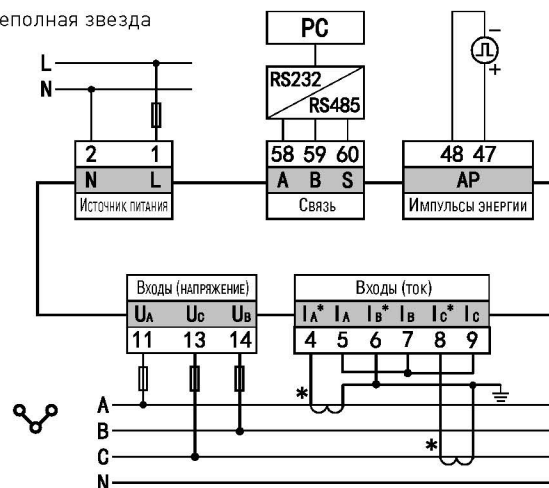 еполная звезда
PC
L
N
RS232
RS485
2 1
58 59 60
48 47
N L
A B S
AP
Источник питания
Связь
Импульсы энергии
Входы (напряжение)
Входы (ток)
UA UC UB
IA* IA IB* IB IC* IC
11 13 14
4 5 6 7 8 9
A
*
B
C
*
N